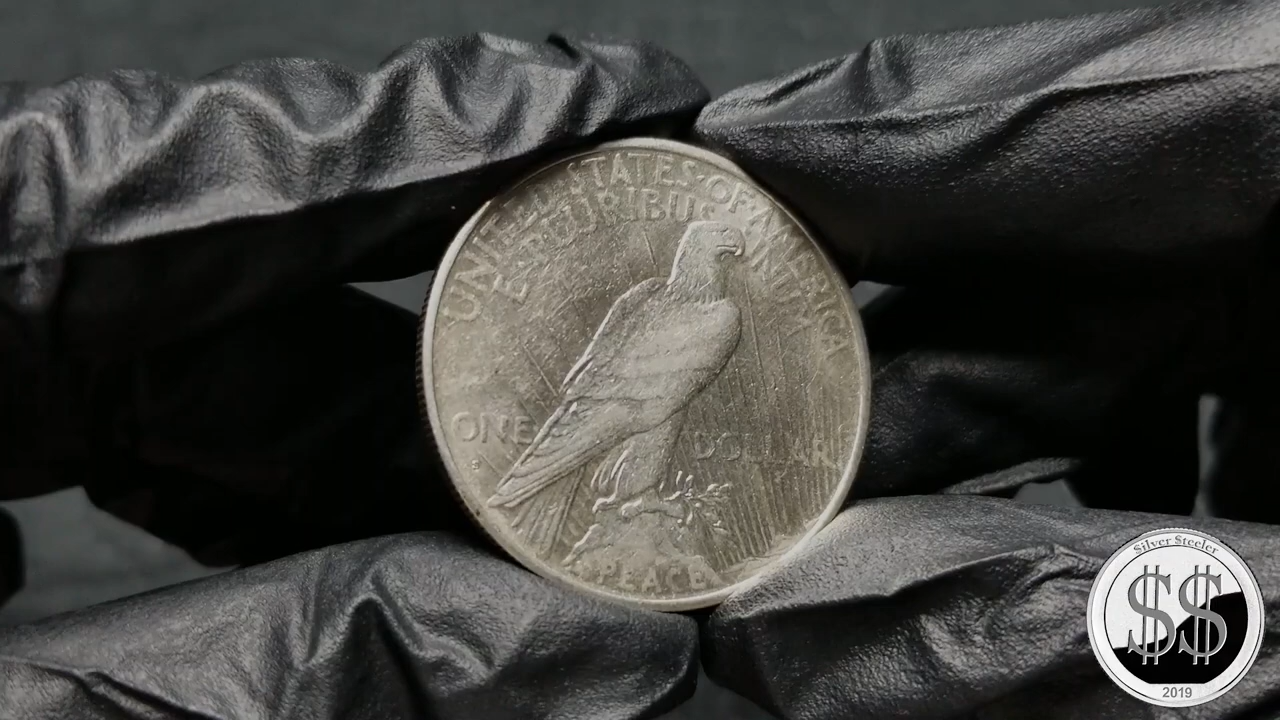 UNITED STATES OF AMERICA
E PLURIBUS UNUM
ONE DOLLAR
S
PEACE
Silver Steeler
$$
2019